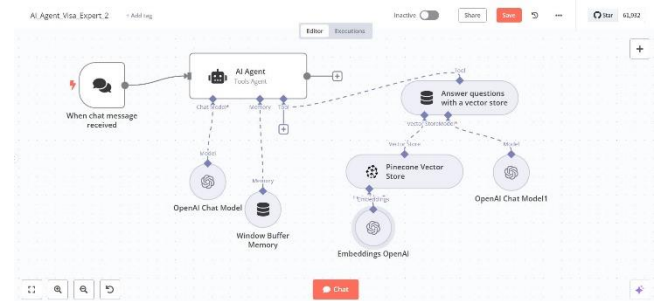 AI_Agent_Visa_Expert_2
+ Add tag
Inactive
Share
Save
Star
61,932
Editor
Executions
When chat message
received
AI Agent
Tools Agent
Chat Model*
Memory
Tool
Tool
Answer questions
with a vector store
Vector Store
Model*
Model
OpenAI Chat Model
Memory
Window Buffer
Memory
Vector Store
Pinecone Vector
Store
Embeddings
Embeddings OpenAI
Model
OpenAI Chat Model1
Chat